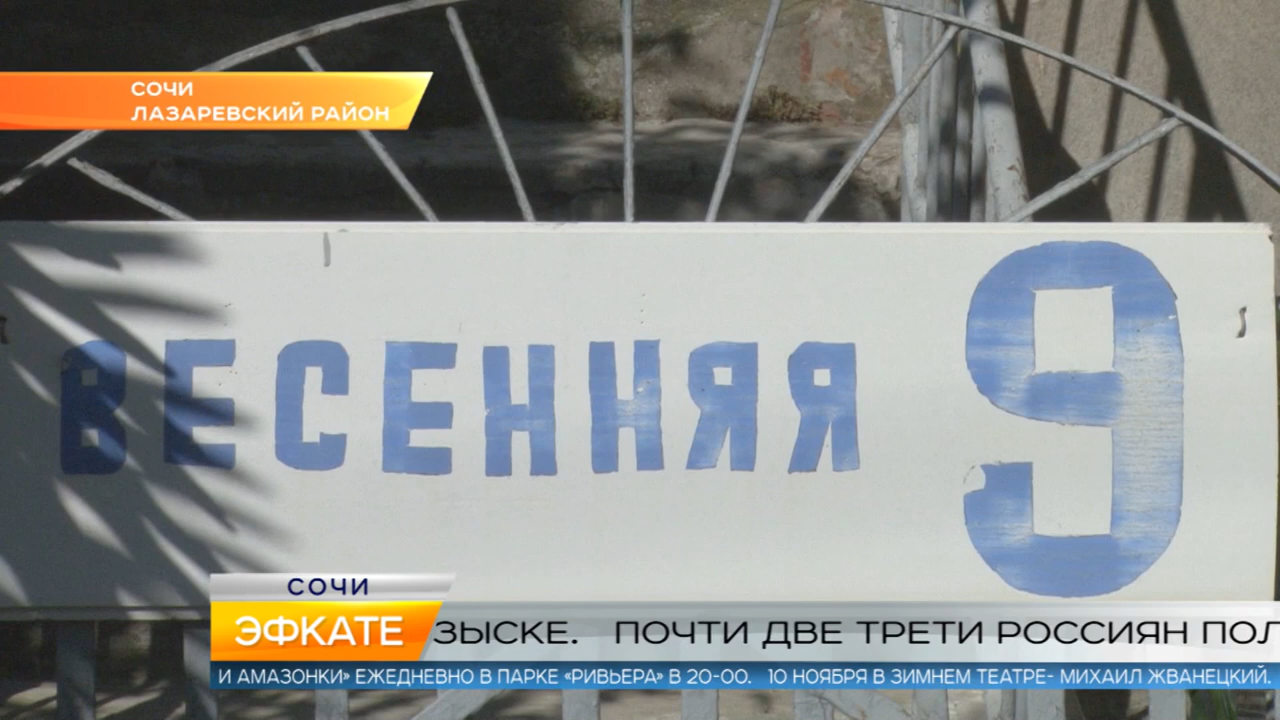 СОЧИ
ЛАЗАРЕВСКИЙ РАЙОН
ВЕСЕННЯЯ 9
СОЧИ
ЭФКАТЕ
ЗЫСКЕ. ПОЧТИ ДВЕ ТРЕТИ РОССИЯН ПОЛ
И АМАЗОНКИ» ЕЖЕДНЕВНО В ПАРКЕ «РИВЬЕРА» В 20-00. 10 НОЯБРЯ В ЗИМНЕМ ТЕАТРЕ- МИХАИЛ ЖВАНЕЦКИЙ.